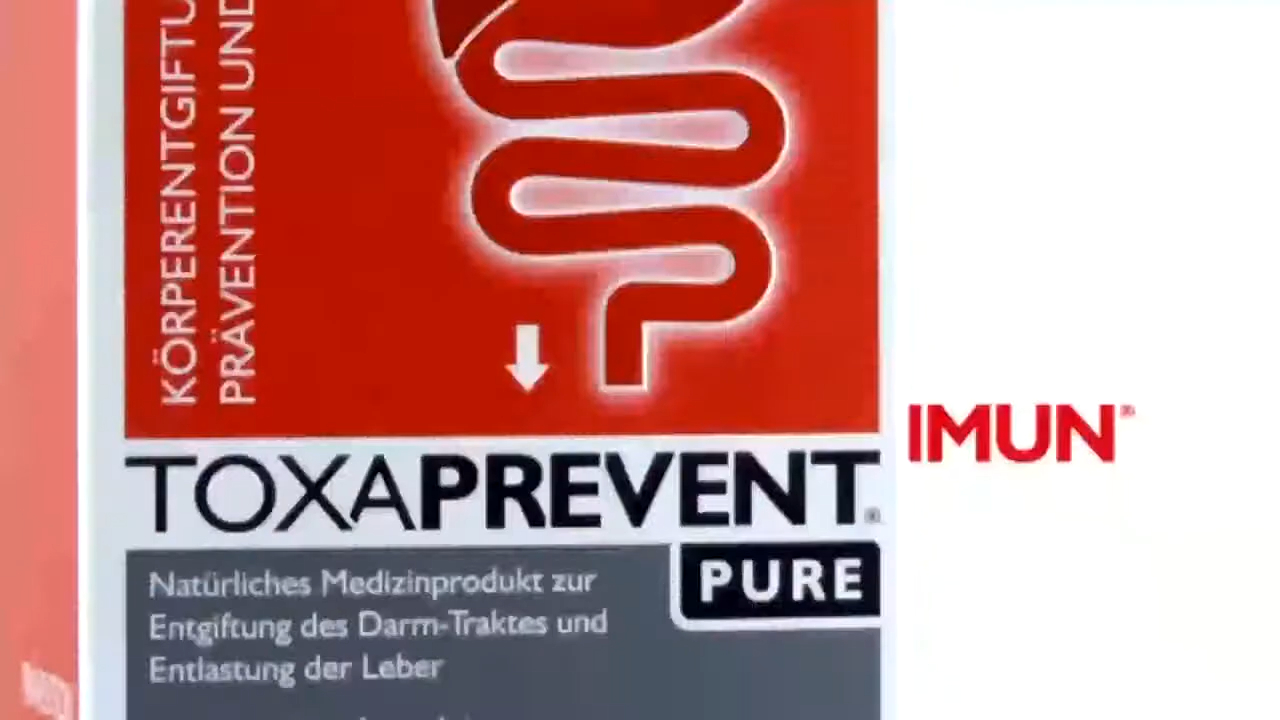 KÖRPERENTGIFTU
PRÄVENTION UND
TOXAPREVENT®
PURE
Natürliches Medizinprodukt zur
Entgiftung des Darm-Traktes und
Entlastung der Leber
IMUN®